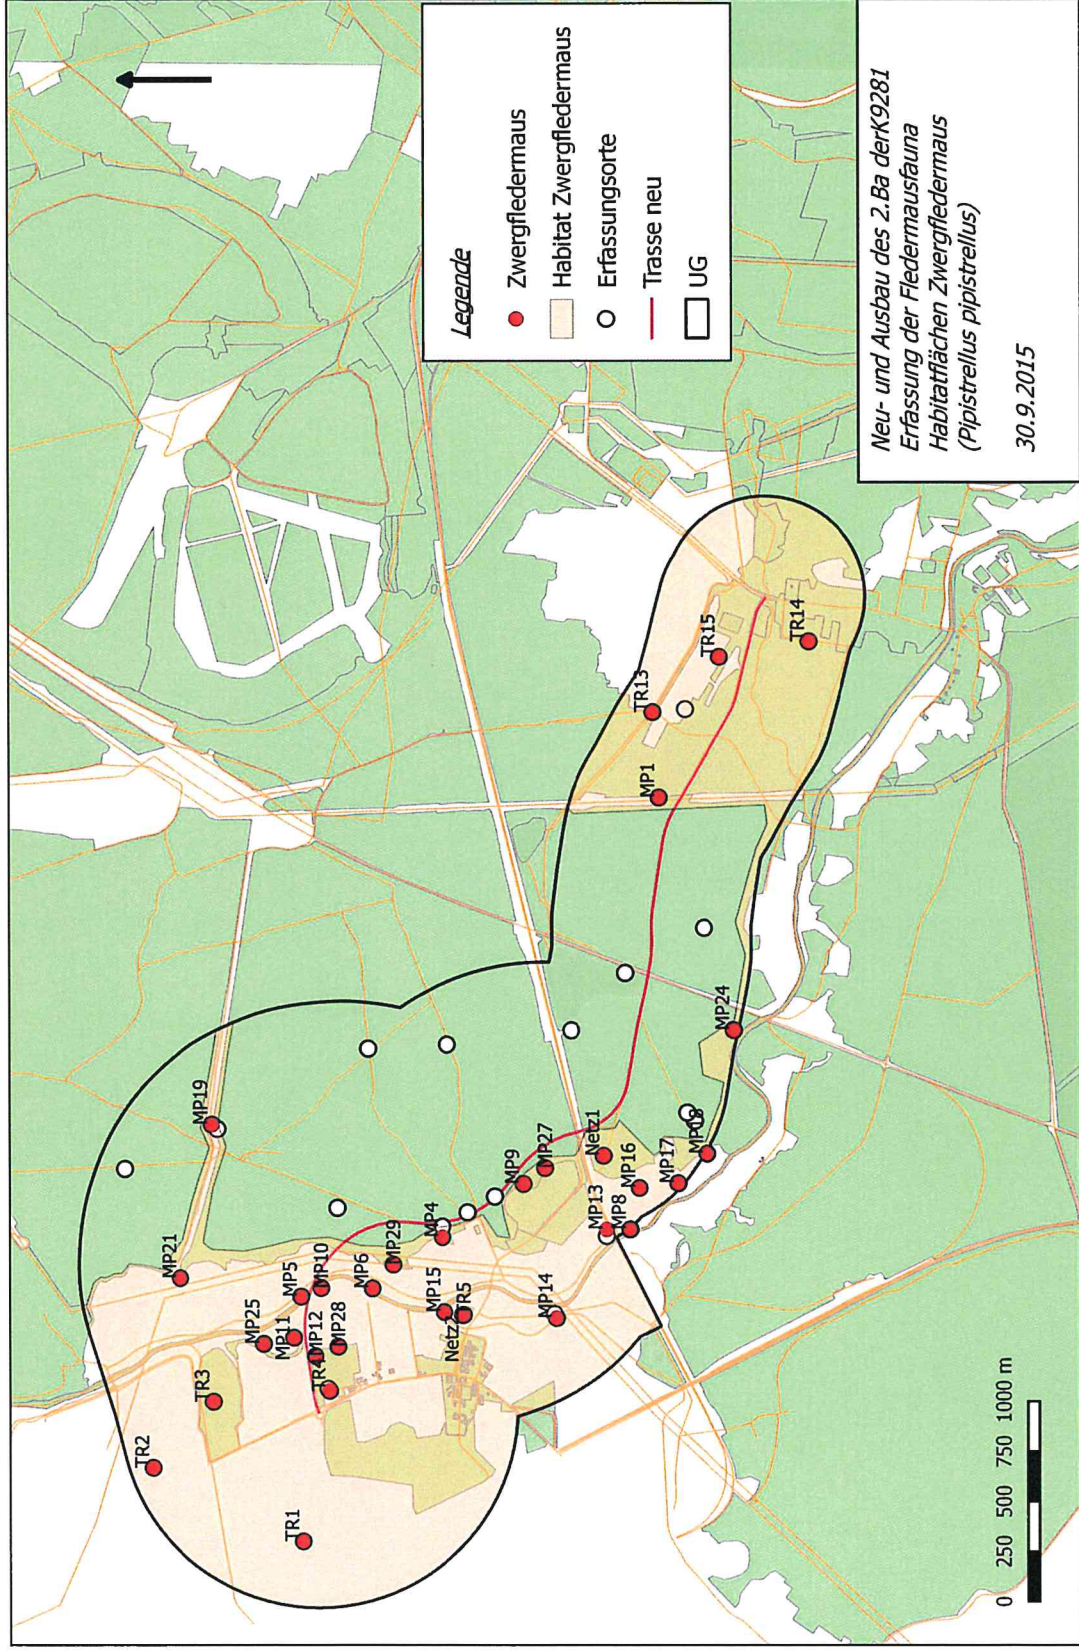 Legende
Zwergfledermaus
Habitat Zwergfledermaus
Erfassungsorte
Trasse neu
UG
Neu- und Ausbau des 2.Ba derK9281
Erfassung der Fledermausfauna
Habitatflächen Zwergfledermaus
(Pipistrellus pipistrellus)
30.9.2015
TR1
TR2
TR3
TR4
MP25
MP11
MP12
MP28
MP5
MP10
MP21
MP19
MP6
MP29
MP15
TR5
Netz2
MP4
MP14
MP9
MP27
Netz1
MP13
MP8
MP16
MP17
MP18
MP24
MP1
TR13
TR15
TR14
0 250 500 750 1000 m